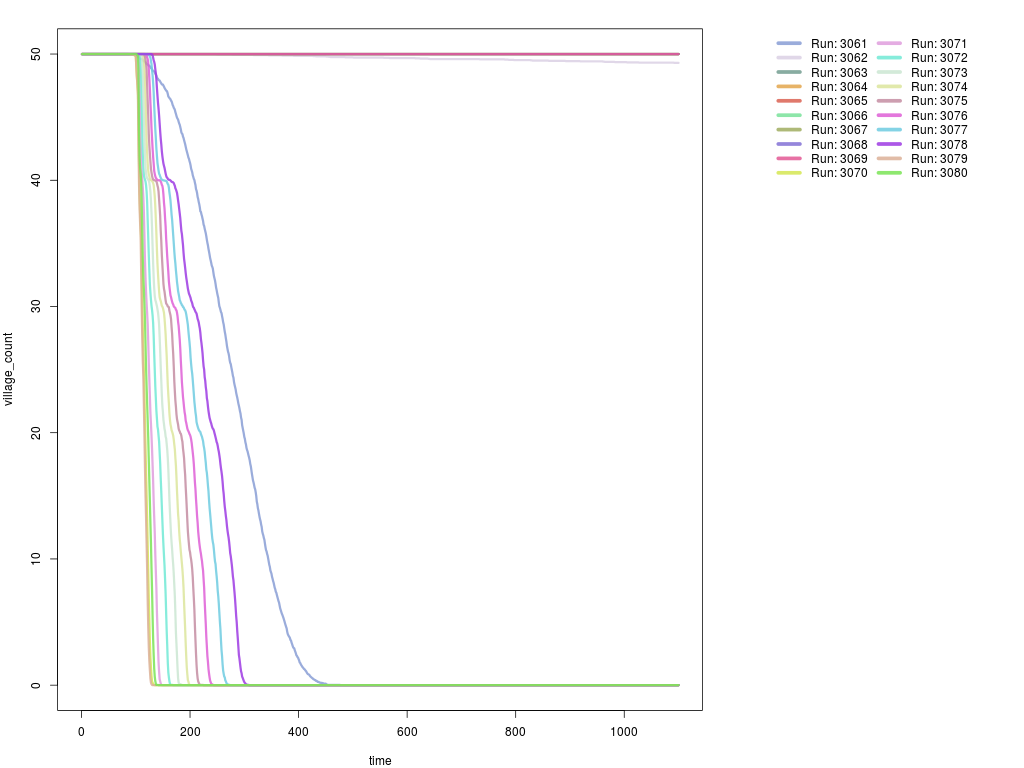 50
40
30
20
10
0
village_count
0 200 400 600 800 1000
time
Run: 3061 Run: 3071
Run: 3062 Run: 3072
Run: 3063 Run: 3073
Run: 3064 Run: 3074
Run: 3065 Run: 3075
Run: 3066 Run: 3076
Run: 3067 Run: 3077
Run: 3068 Run: 3078
Run: 3069 Run: 3079
Run: 3070 Run: 3080